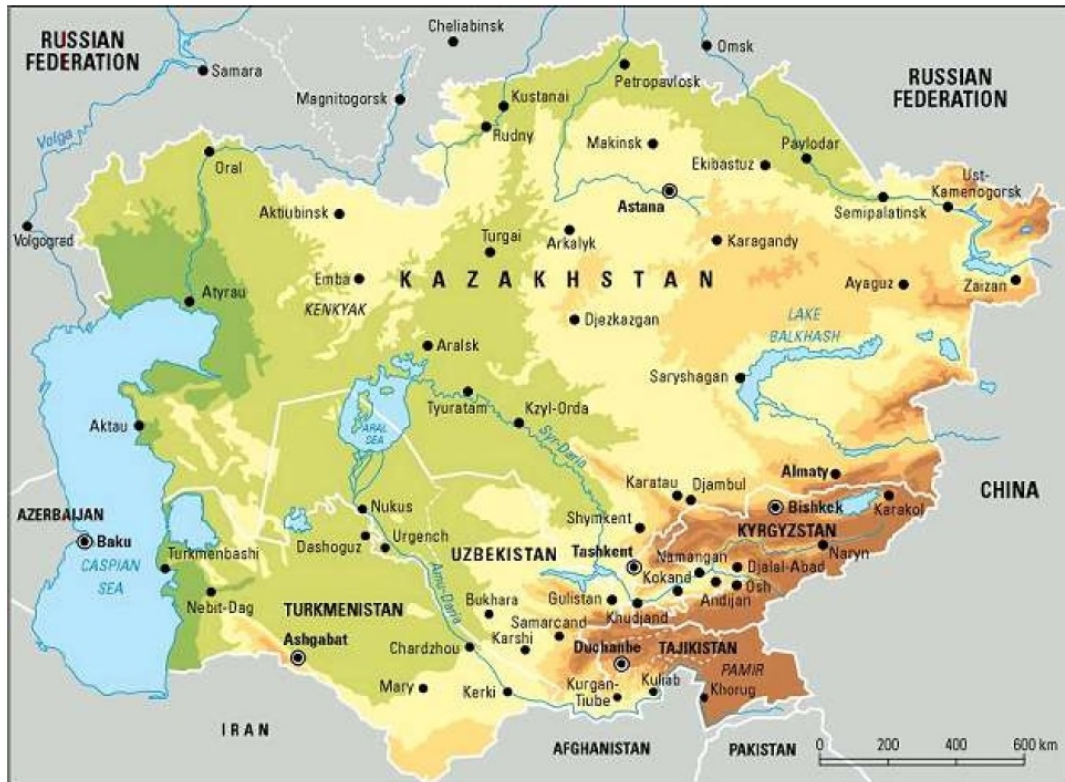 Cheliabinsk
Omsk
RUSSIAN
FEDERATION
Samara
Petropavlosk
RUSSIAN
FEDERATION
Magnitogorsk
Kustanai
Volga
Rudny
Makinsk
Pavlodar
Oral
Ekibastuz
Ust-
Kamenogorsk
Astana
Semipalatinsk
Aktiubinsk
Volgograd
Turgai
Arkalyk
Karagandy
Emba
KAZAKHSTAN
Ayaguz
Zaizan
Atyrau
KENKYAK
Djezkazgan
LAKE
BALKHASH
Aralsk
Saryshagan
Tyuratam
Kzyl-Orda
Aktau
ARAL
SEA
Syr-Daria
Almaty
Karatau
Djambul
CHINA
Bishkek
Karakol
AZERBAIJAN
Nukus
Shymkent
KYRGYZSTAN
Baku
Dashoguz
Urgench
UZBEKISTAN
Tashkent
Naryn
Turkmenbashi
Namangan
Djalal-Abad
CASPIAN
SEA
Kokand
Osh
Nebit-Dag
Amu-Daria
Gulistan
Andijan
TURKMENISTAN
Bukhara
Khudjand
Samarcand
Ashgabat
Chardzhou
Karshi
Duchanbe
TAJIKISTAN
PAMIR
Mary
Kerki
Kurgan-
Tiube
Kuliab
Khorug
IRAN
AFGHANISTAN
PAKISTAN
0 200 400 600 km